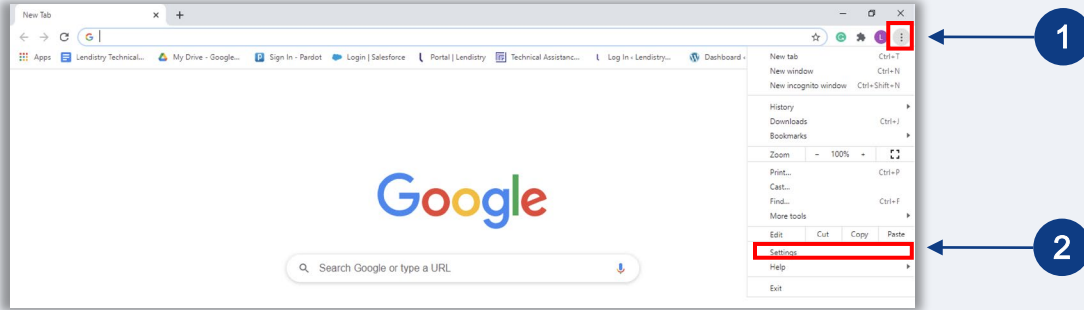 New Tab
G
L
1
Apps Lendistry Technical... My Drive - Google... Sign In - Pardot Login | Salesforce Portal | Lendistry Technical Assistanc... Log In ‹ Lendistry... Dashboard
New tab Ctrl+T
New window Ctrl+N
New incognito window Ctrl+Shift+N
History
Downloads Ctrl+J
Bookmarks
Zoom - 100% +
Print... Ctrl+P
Cast...
Find... Ctrl+F
More tools
Edit Cut Copy Paste
Settings
2
Help
Exit
Google
Search Google or type a URL